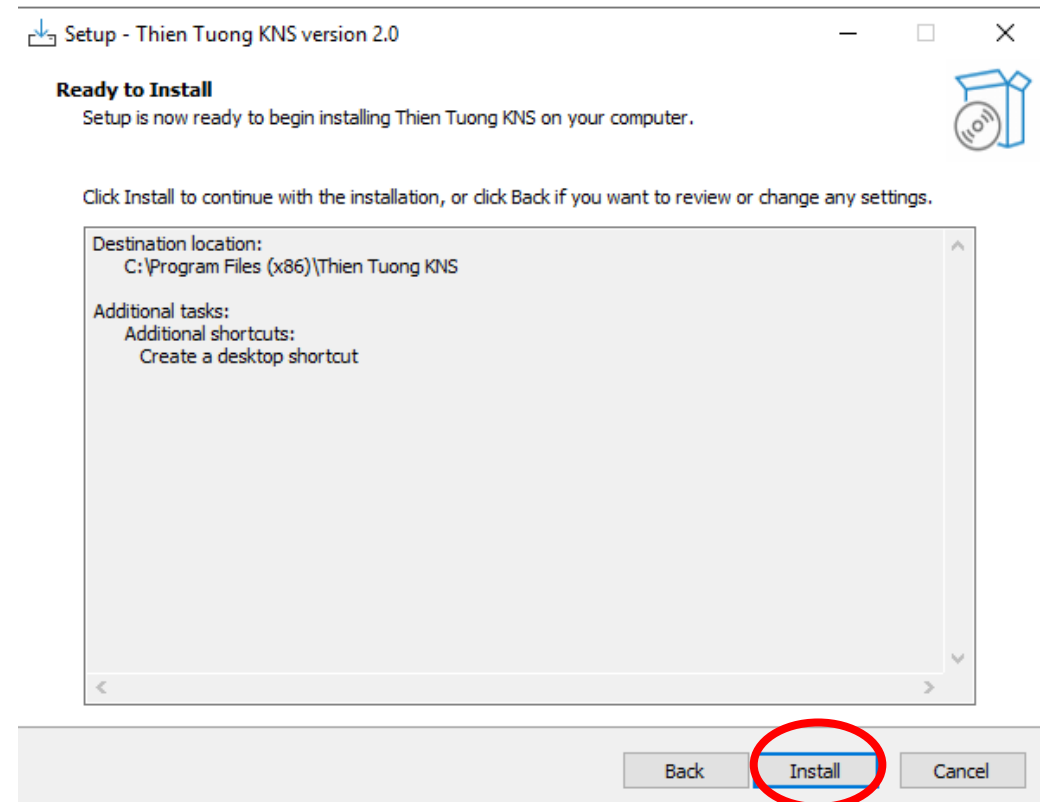 Setup - Thien Tuong KNS version 2.0
Ready to Install
Setup is now ready to begin installing Thien Tuong KNS on your computer.
Click Install to continue with the installation, or click Back if you want to review or change any settings.
Destination location:
C:\Program Files (x86)\Thien Tuong KNS
Additional tasks:
Additional shortcuts:
Create a desktop shortcut
Back Install Cancel